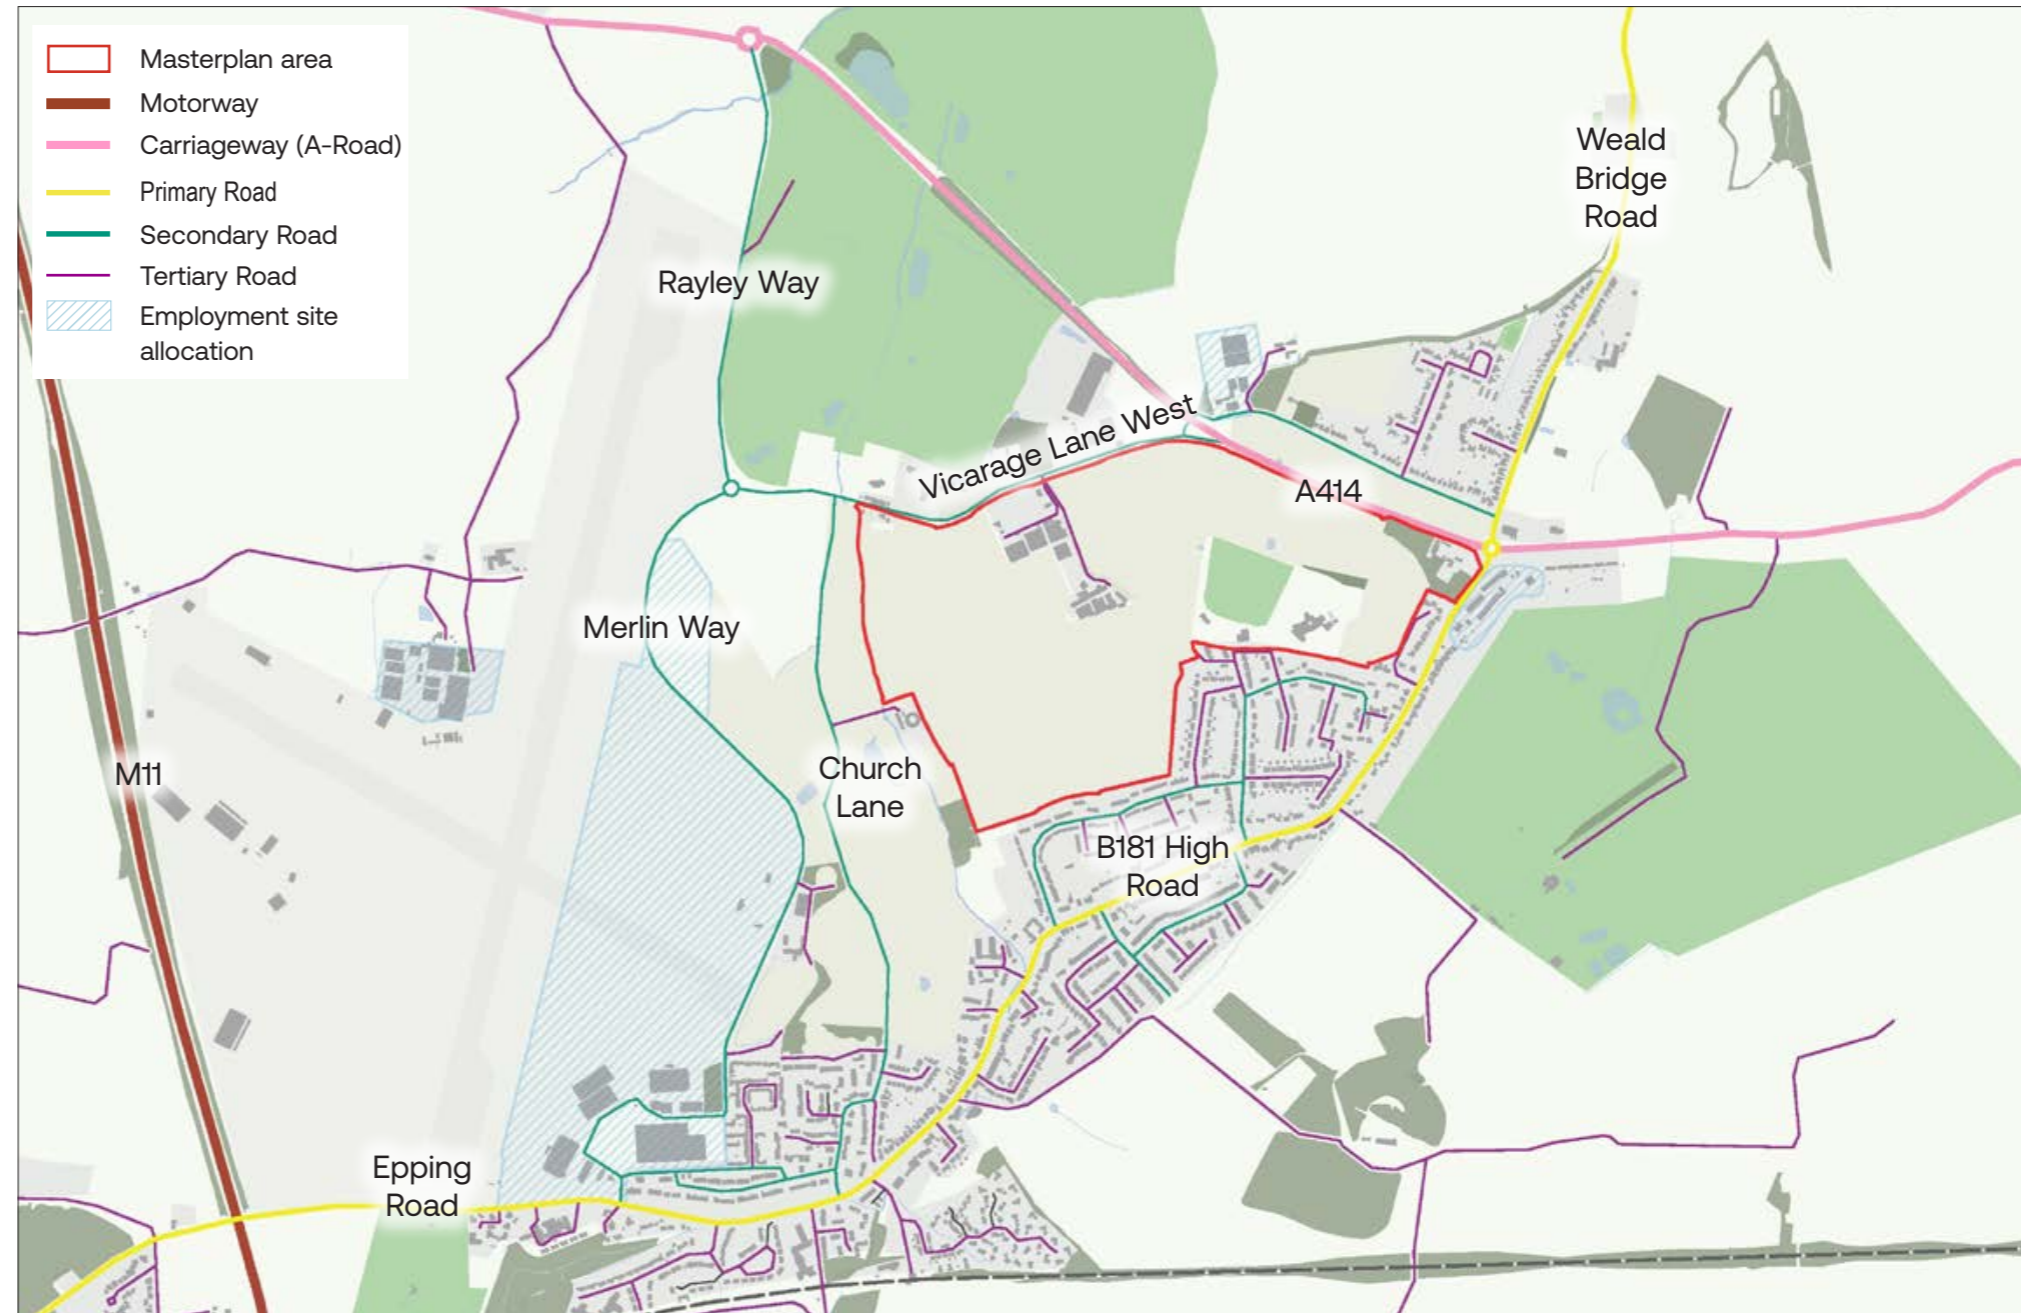 Masterplan area
Motorway
Carriageway (A-Road)
Primary Road
Secondary Road
Tertiary Road
Employment site
allocation
Weald
Bridge
Road
Rayley Way
Vicarage Lane West
A414
Merlin Way
M11
Church
Lane
B181 High
Road
Epping
Road